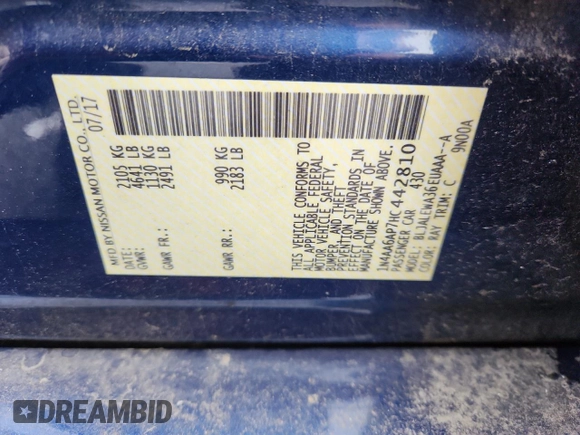 MFD BY NISSAN MOTOR CO., LTD.
DATE: 07/17
GVWR: 2105 KG
4641 LB
GAWR FR: 1130 KG
2491 LB
GAWR RR: 990 KG
2183 LB
THIS VEHICLE CONFORMS TO
ALL APPLICABLE FEDERAL
MOTOR VEHICLE SAFETY,
BUMPER, AND THEFT
PREVENTION STANDARDS IN
EFFECT ON THE DATE OF
MANUFACTURE SHOWN ABOVE.
1N4AA6AP7HC442810
PASSENGER CAR 430
MODEL: BLJALEWA36EUAAA--A
COLOR: RAY TRIM: C 9N00A
DREAMBID